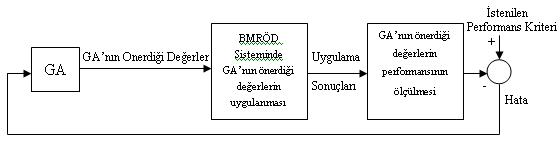 GA
GA’nın Onerdiği Değerler
BMRÖD
Sisteminde
GA’nın önerdiği
değerlerin
uygulanması
Uygulama
Sonuçları
GA’nın önerdiği
değerlerin
performansının
ölçülmesi
İstenilen
Performans Kriteri
+
-
Hata